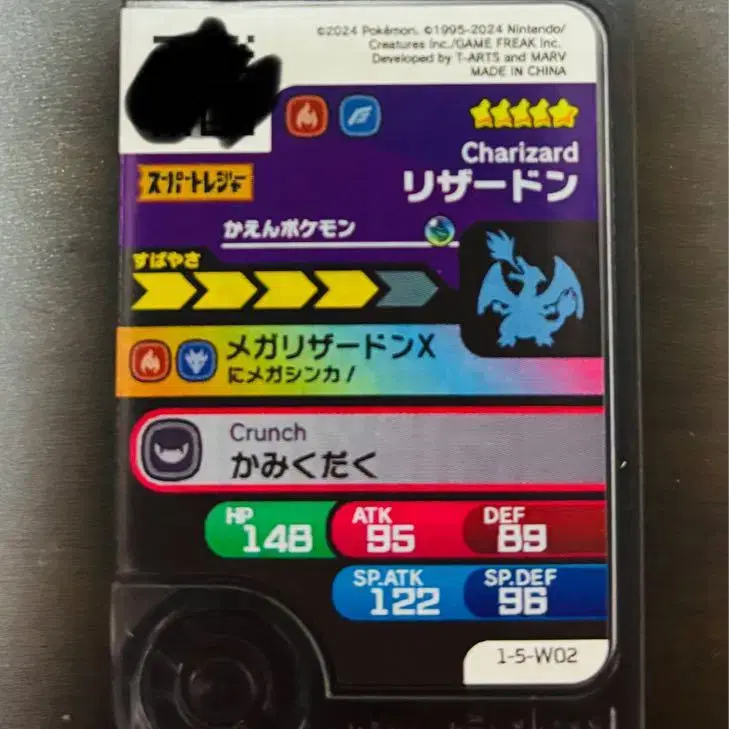 ©2024 Pokémon. ©1995-2024 Nintendo/
Creatures Inc./GAME FREAK Inc.
Developed by T-ARTS and MARV
MADE IN CHINA
Charizard
スーパートレジャー
リザードン
かえんポケモン
すばやさ
メガリザードンX
にメガシンカ!
Crunch
かみくだく
HP
148
ATK
95
DEF
89
SP.ATK
122
SP.DEF
96
1-5-W02